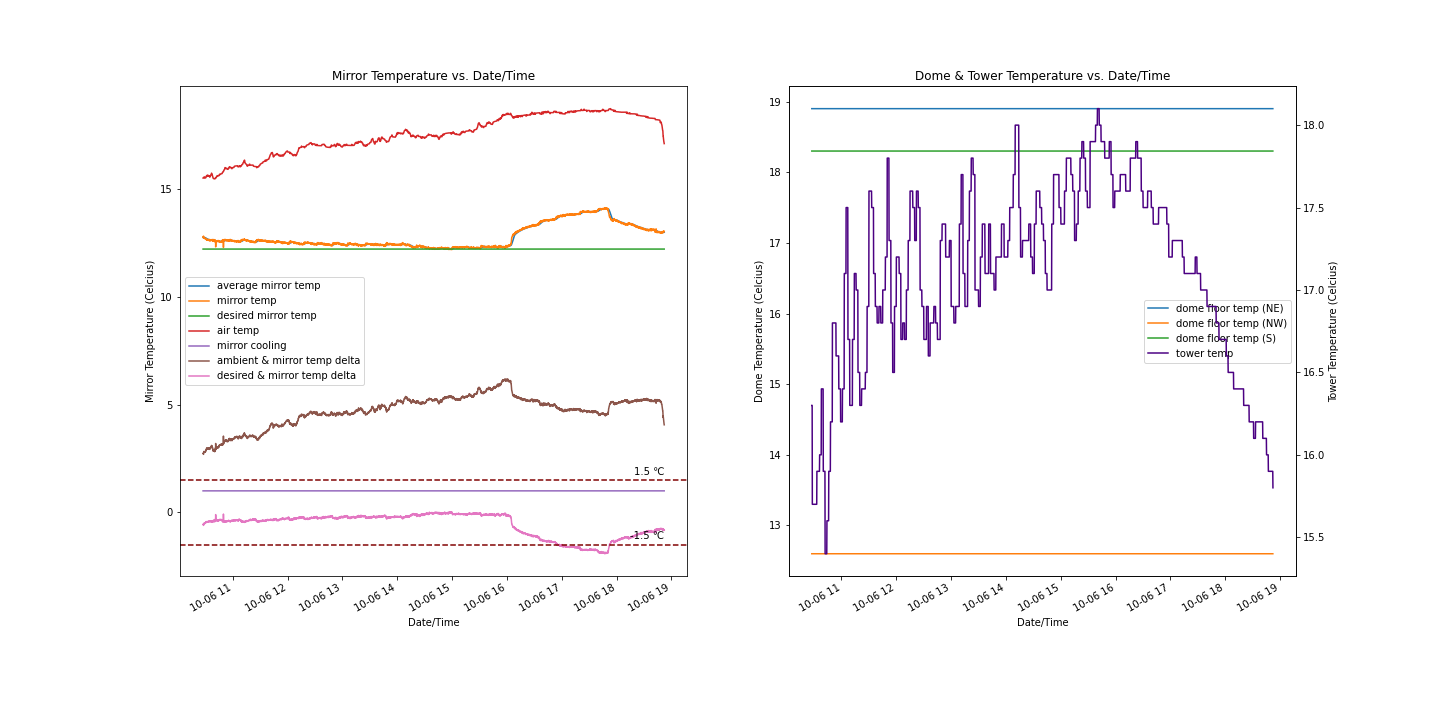 Mirror Temperature vs. Date/Time
Mirror Temperature (Celcius)
15
10
5
0
average mirror temp
mirror temp
desired mirror temp
air temp
mirror cooling
ambient & mirror temp delta
desired & mirror temp delta
1.5 °C
-1.5 °C
10-06 11
10-06 12
10-06 13
10-06 14
10-06 15
10-06 16
10-06 17
10-06 18
10-06 19
Date/Time
Dome & Tower Temperature vs. Date/Time
Dome Temperature (Celcius)
19
18
17
16
15
14
13
dome floor temp (NE)
dome floor temp (NW)
dome floor temp (S)
tower temp
18.0
17.5
17.0
16.5
16.0
15.5
Tower Temperature (Celcius)
10-06 11
10-06 12
10-06 13
10-06 14
10-06 15
10-06 16
10-06 17
10-06 18
10-06 19
Date/Time